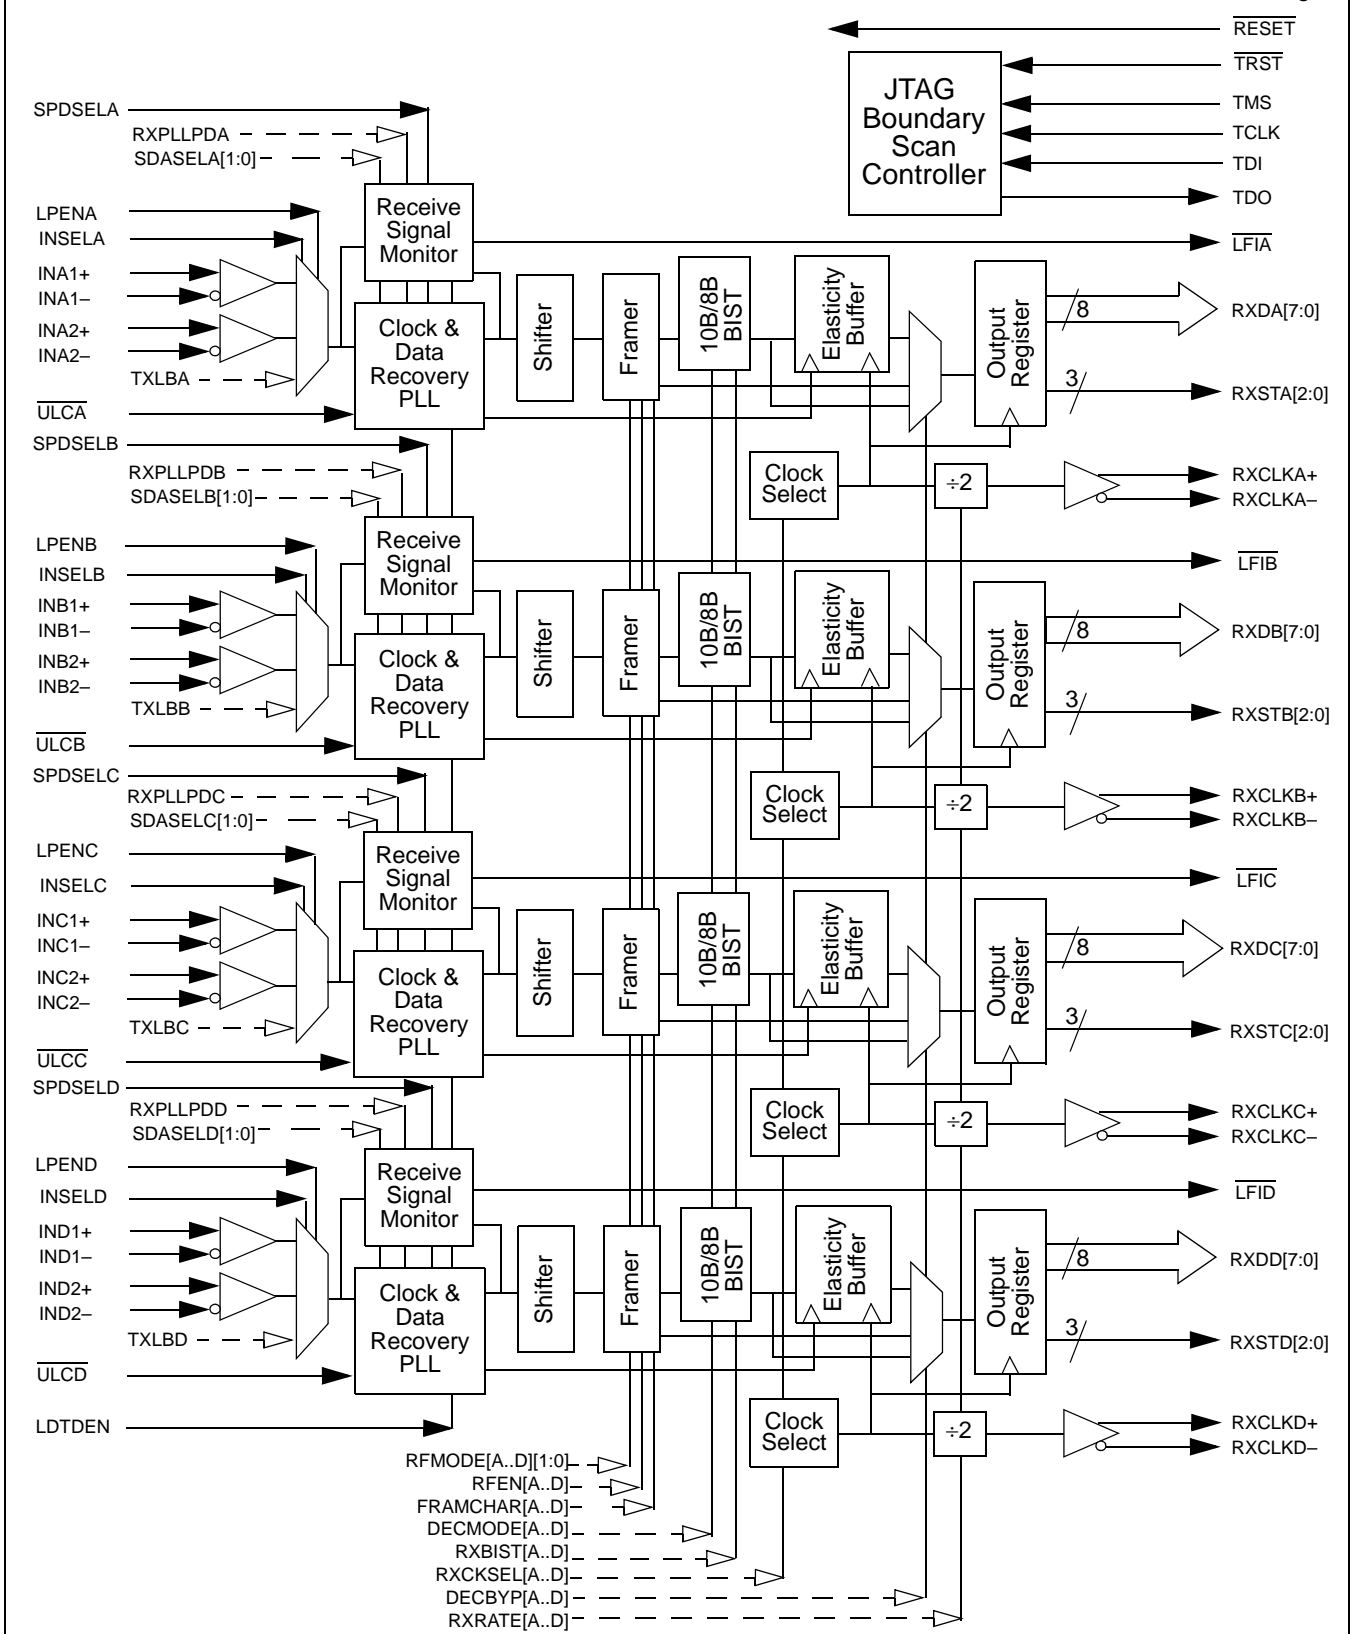 RESET
TRST
JTAG
Boundary
Scan
Controller
TMS
TCLK
TDI
TDO
SPDSELA
RXPLLPDA
SDASELA[1:0]
LPENA
INSELA
INA1+
INA1–
INA2+
INA2–
TXLBA
ULCA
Receive
Signal
Monitor
Clock &
Data
Recovery
PLL
Shifter
Framer
10B/8B
BIST
Elasticity
Buffer
Output
Register
LFIA
8
RXDA[7:0]
3
RXSTA[2:0]
Clock
Select
÷2
RXCLKA+
RXCLKA–
SPDSELB
RXPLLPDB
SDASELB[1:0]
LPENB
INSELB
INB1+
INB1–
INB2+
INB2–
TXLBB
ULCB
Receive
Signal
Monitor
Clock &
Data
Recovery
PLL
Shifter
Framer
10B/8B
BIST
Elasticity
Buffer
Output
Register
LFIB
8
RXDB[7:0]
3
RXSTB[2:0]
Clock
Select
÷2
RXCLKB+
RXCLKB–
SPDSELC
RXPLLPDC
SDASELC[1:0]
LPENC
INSELC
INC1+
INC1–
INC2+
INC2–
TXLBC
ULCC
Receive
Signal
Monitor
Clock &
Data
Recovery
PLL
Shifter
Framer
10B/8B
BIST
Elasticity
Buffer
Output
Register
LFIC
8
RXDC[7:0]
3
RXSTC[2:0]
Clock
Select
÷2
RXCLKC+
RXCLKC–
SPDSELD
RXPLLPDD
SDASELD[1:0]
LPEND
INSELD
IND1+
IND1–
IND2+
IND2–
TXLBD
ULCD
Receive
Signal
Monitor
Clock &
Data
Recovery
PLL
Shifter
Framer
10B/8B
BIST
Elasticity
Buffer
Output
Register
LFID
8
RXDD[7:0]
3
RXSTD[2:0]
Clock
Select
÷2
RXCLKD+
RXCLKD–
LDTDEN
RFMODE[A..D][1:0]
RFEN[A..D]
FRAMCHAR[A..D]
DECMODE[A..D]
RXBIST[A..D]
RXCKSEL[A..D]
DECBYP[A..D]
RXRATE[A..D]